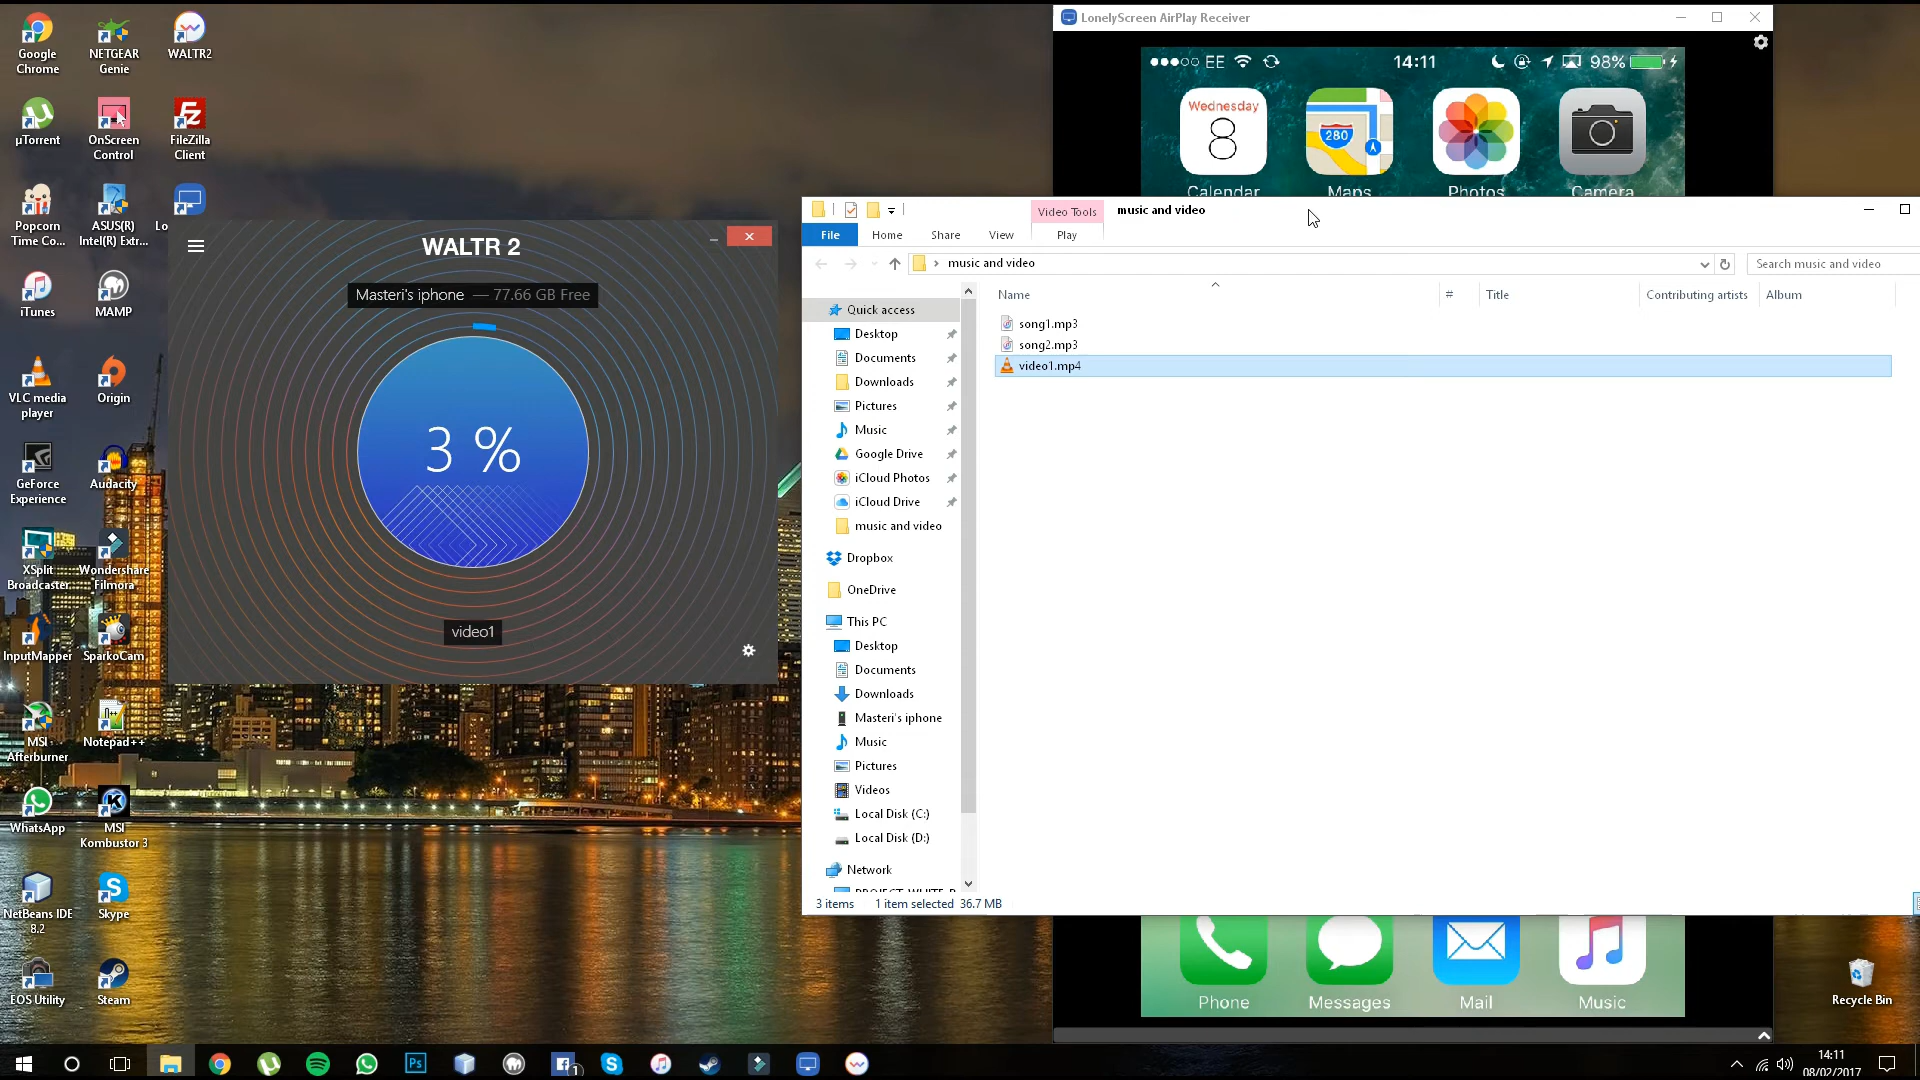 Google
Chrome
NETGEAR
Genie
WALTR2
µTorrent
OnScreen
Control
FileZilla
Client
Popcorn
Time Co...
ASUS(R)
Intel(R) Extr...
Lo
iTunes
MAMP
VLC media
player
Origin
GeForce
Experience
Audacity
XSplit
Broadcaster
Wondershare
Filmora
InputMapper
SparkoCam
MSI
Afterburner
Notepad++
WhatsApp
MSI
Kombustor 3
NetBeans IDE
8.2
Skype
EOS Utility
Steam
WALTR 2
Masteri's iphone — 77.66 GB Free
3 %
video1
LonelyScreen AirPlay Receiver
EE
14:11
98%
Wednesday
8
280
Calendar
Maps
Photos
Camera
Video Tools
music and video
File
Home
Share
View
Play
music and video
Search music and video
Name
#
Title
Contributing artists
Album
song1.mp3
song2.mp3
video1.mp4
Quick access
Desktop
Documents
Downloads
Pictures
Music
Google Drive
iCloud Photos
iCloud Drive
music and video
Dropbox
OneDrive
This PC
Desktop
Documents
Downloads
Masteri's iphone
Music
Pictures
Videos
Local Disk (C:)
Local Disk (D:)
Network
3 items
1 item selected 36.7 MB
Phone
Messages
Mail
Music
Recycle Bin
Ps
1
14:11
08/02/2017